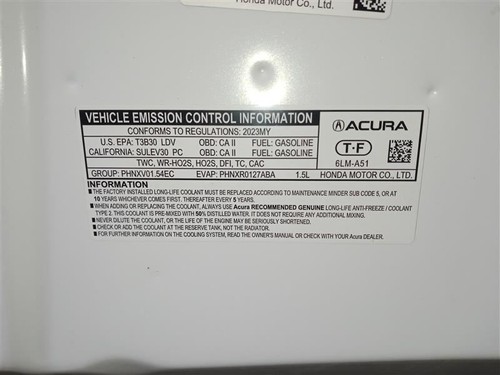 Honda Motor Co., Ltd.
VEHICLE EMISSION CONTROL INFORMATION
CONFORMS TO REGULATIONS: 2023MY
U.S. EPA: T3B30 LDV OBD: CA II FUEL: GASOLINE
CALIFORNIA: SULEV30 PC OBD: CA II FUEL: GASOLINE
TWC, WR-HO2S, HO2S, DFI, TC, CAC
GROUP: PHNXV01.54EC EVAP: PHNXR0127ABA 1.5L HONDA MOTOR CO., LTD.
ACURA
T·F
6LM-A51
INFORMATION
■ THE FACTORY INSTALLED LONG-LIFE COOLANT MUST BE REPLACED ACCORDING TO MAINTENANCE MINDER SUB CODE 5, OR AT
10 YEARS WHICHEVER COMES FIRST. THEREAFTER EVERY 5 YEARS.
■ WHEN ADDING OR REPLACING THE COOLANT, ALWAYS USE Acura RECOMMENDED GENUINE LONG-LIFE ANTI-FREEZE / COOLANT
TYPE 2. THIS COOLANT IS PRE-MIXED WITH 50% DISTILLED WATER. IT DOES NOT REQUIRE ANY ADDITIONAL MIXING.
■ NEVER DILUTE WITH WATER, OR THE LIFE OF THE ENGINE MAY BE SERIOUSLY SHORTENED.
■ CHECK OR ADD THE COOLANT AT THE RESERVE TANK, NOT THE RADIATOR.
■ FOR FURTHER INFORMATION ON THE COOLING SYSTEM, READ THE OWNER'S MANUAL OR CHECK WITH AN Acura DEALER.